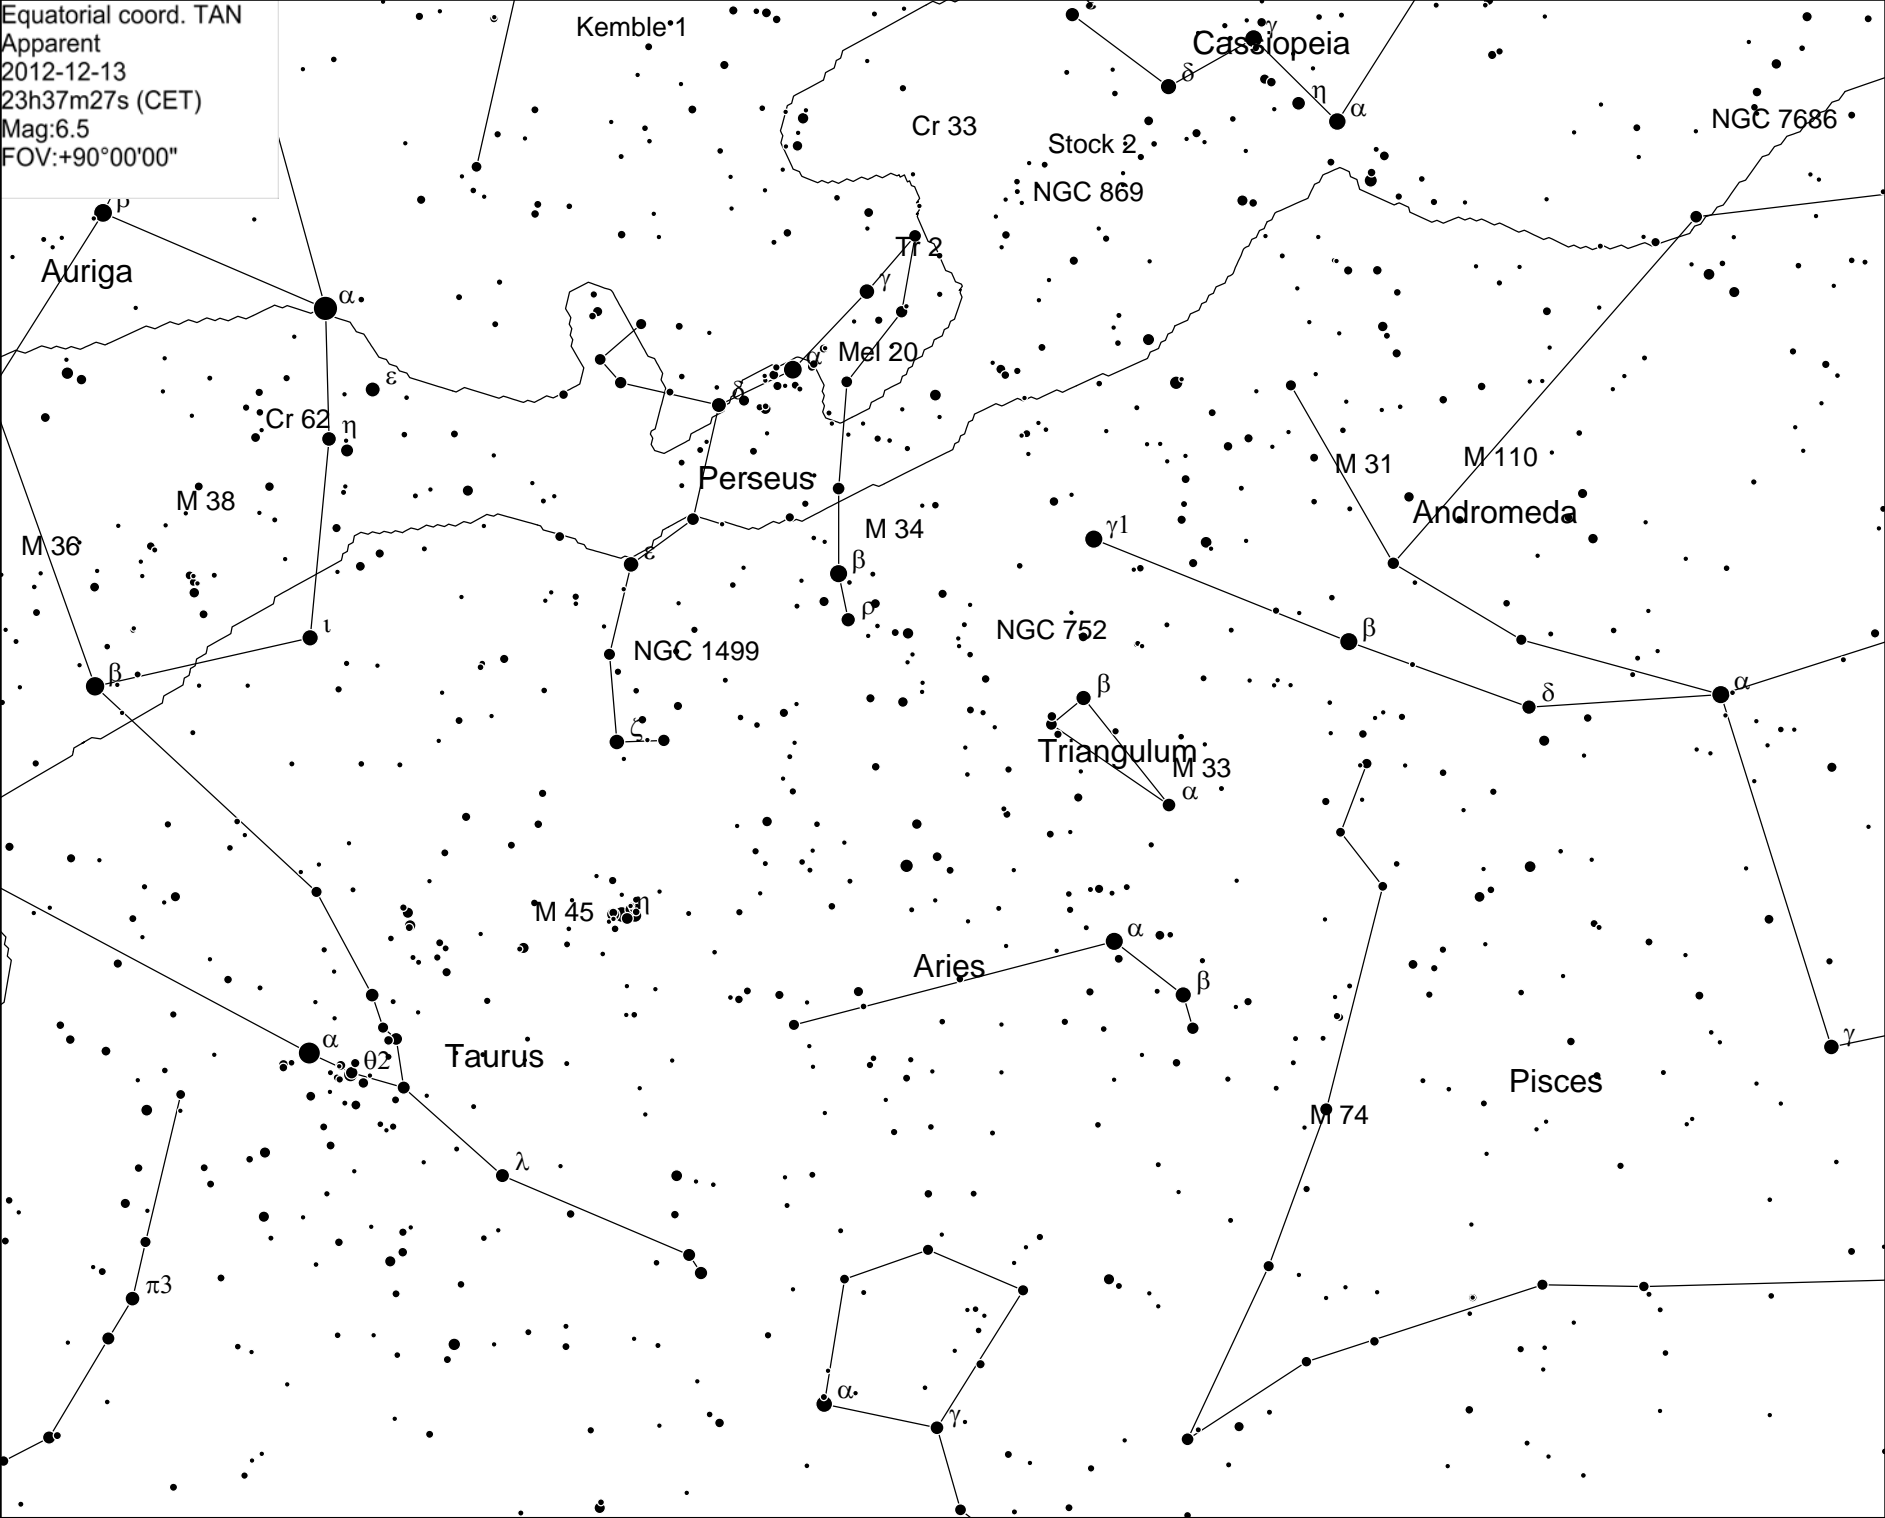 Equatorial coord. TAN
Apparent
2012-12-13
23h37m27s (CET)
Mag:6.5
FOV:+90°00'00"
Kemble 1
γ
Cassiopeia
δ
η
α
Cr 33
Stock 2
NGC 7686
NGC 869
β
Tr 2
Auriga
γ
α
Mel 20
α
ε
δ
Cr 62
η
M 31
M 110
Perseus
M 38
Andromeda
M 34
γ1
M 36
ε
β
ρ
ι
NGC 752
β
NGC 1499
β
β
α
δ
ζ
Triangulum
M 33
α
M 45
η
α
Aries
β
α
θ2
Taurus
γ
Pisces
M 74
λ
π3
α
γ